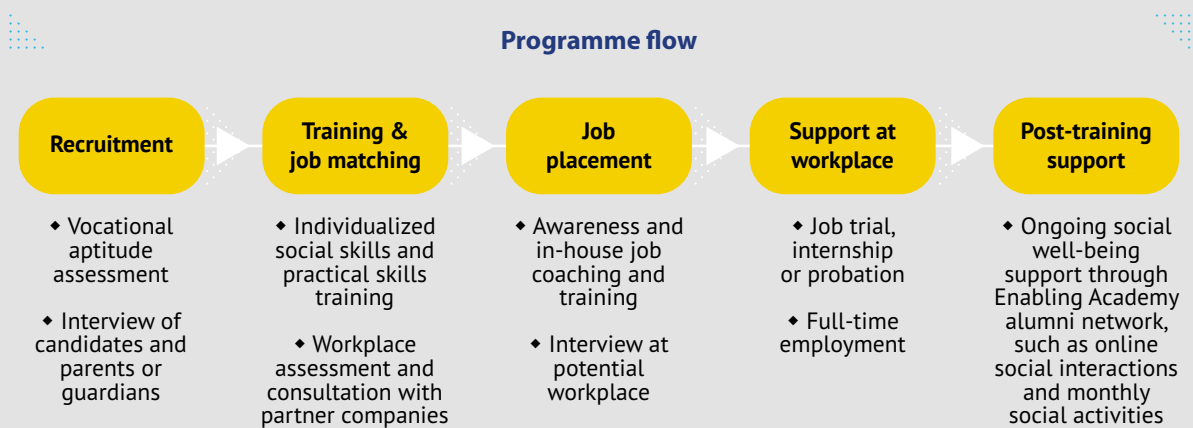 Programme flow
Recruitment
Training &
job matching
Job
placement
Support at
workplace
Post-training
support
◆ Vocational
aptitude
assessment
◆ Interview of
candidates and
parents or
guardians
◆ Individualized
social skills and
practical skills
training
◆ Workplace
assessment and
consultation with
partner companies
◆ Awareness and
in-house job
coaching and
training
◆ Interview at
potential
workplace
◆ Job trial,
internship
or probation
◆ Full-time
employment
◆ Ongoing social
well-being
support through
Enabling Academy
alumni network,
such as online
social interactions
and monthly
social activities